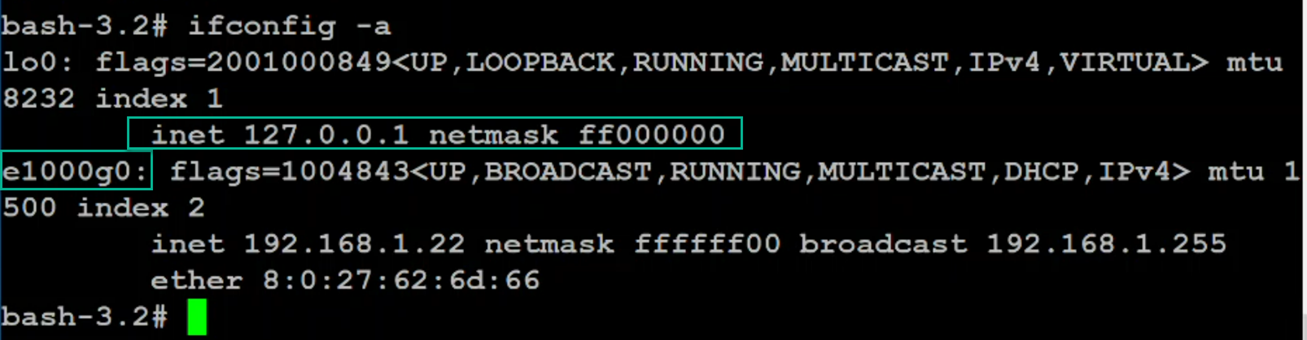 bash-3.2# ifconfig -a
lo0: flags=2001000849<UP,LOOPBACK,RUNNING,MULTICAST,IPv4,VIRTUAL> mtu
8232 index 1
inet 127.0.0.1 netmask ff000000
e1000g0: flags=1004843<UP,BROADCAST,RUNNING,MULTICAST,DHCP,IPv4> mtu 1
500 index 2
inet 192.168.1.22 netmask ffffff00 broadcast 192.168.1.255
ether 8:0:27:62:6d:66
bash-3.2#